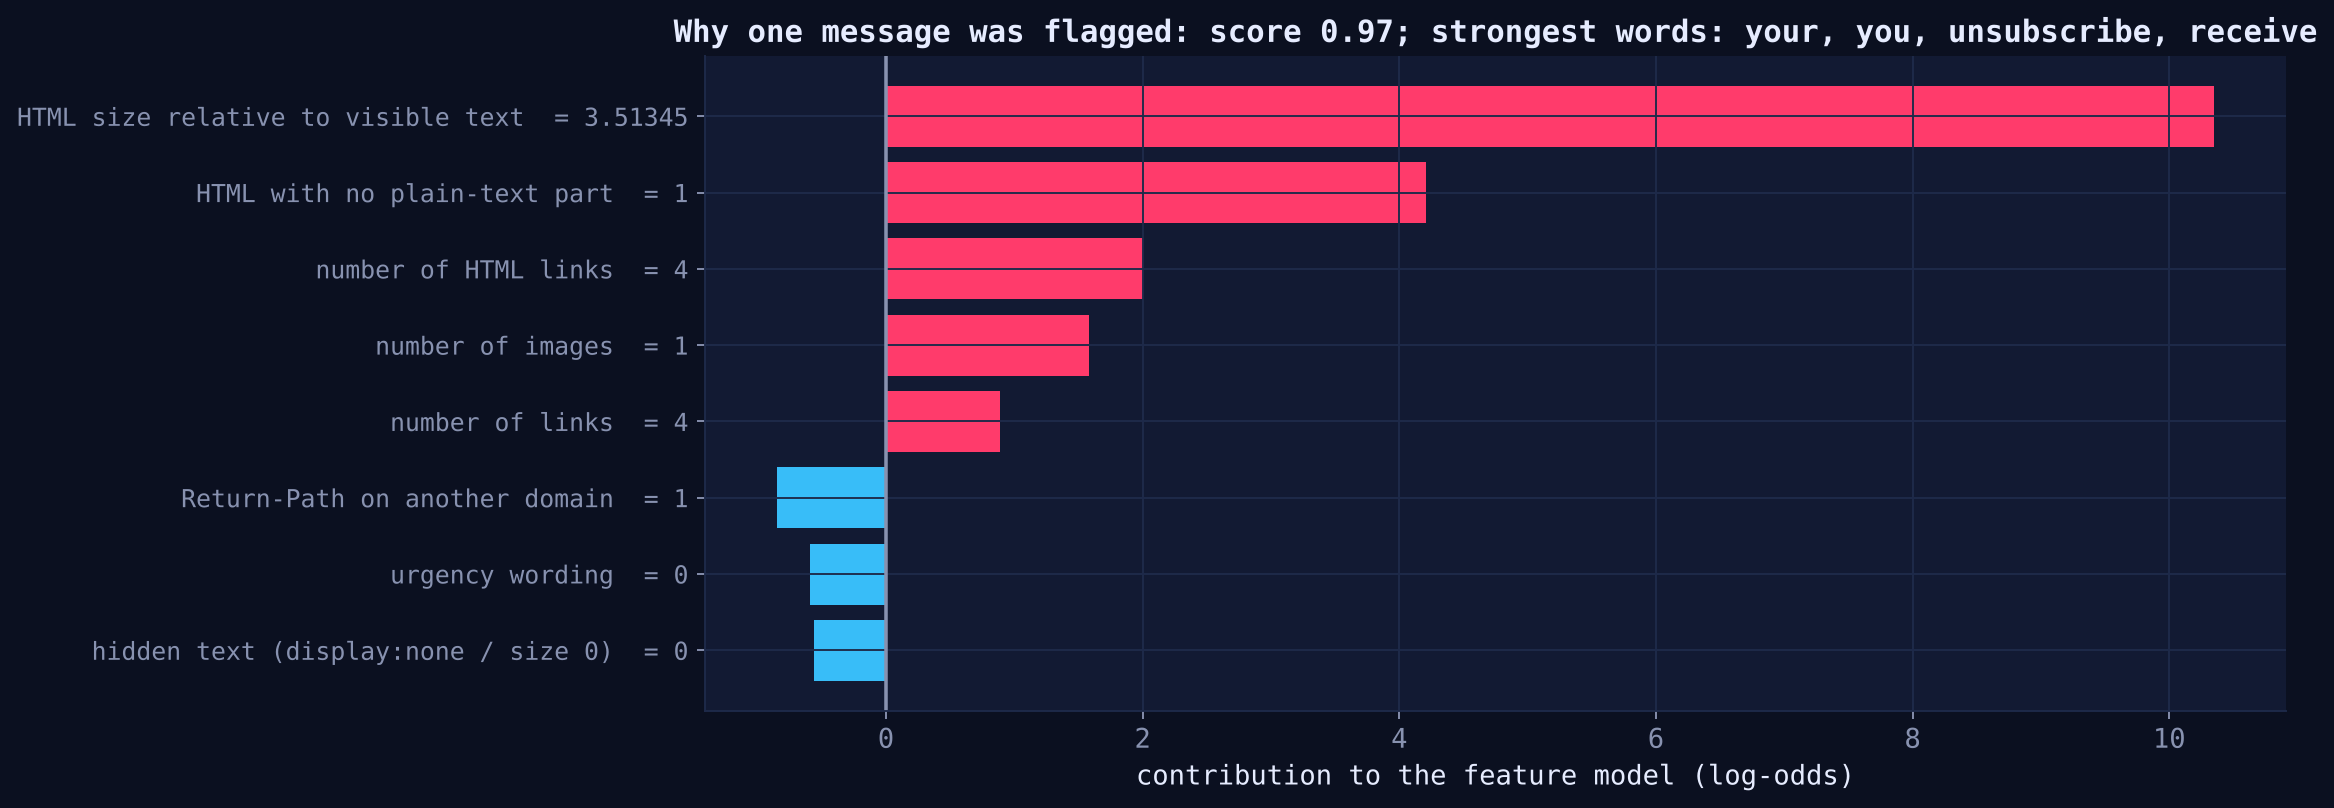 Why one message was flagged: score 0.97; strongest words: your, you, unsubscribe, receive
HTML size relative to visible text = 3.51345
HTML with no plain-text part = 1
number of HTML links = 4
number of images = 1
number of links = 4
Return-Path on another domain = 1
urgency wording = 0
hidden text (display:none / size 0) = 0
0 2 4 6 8 10
contribution to the feature model (log-odds)